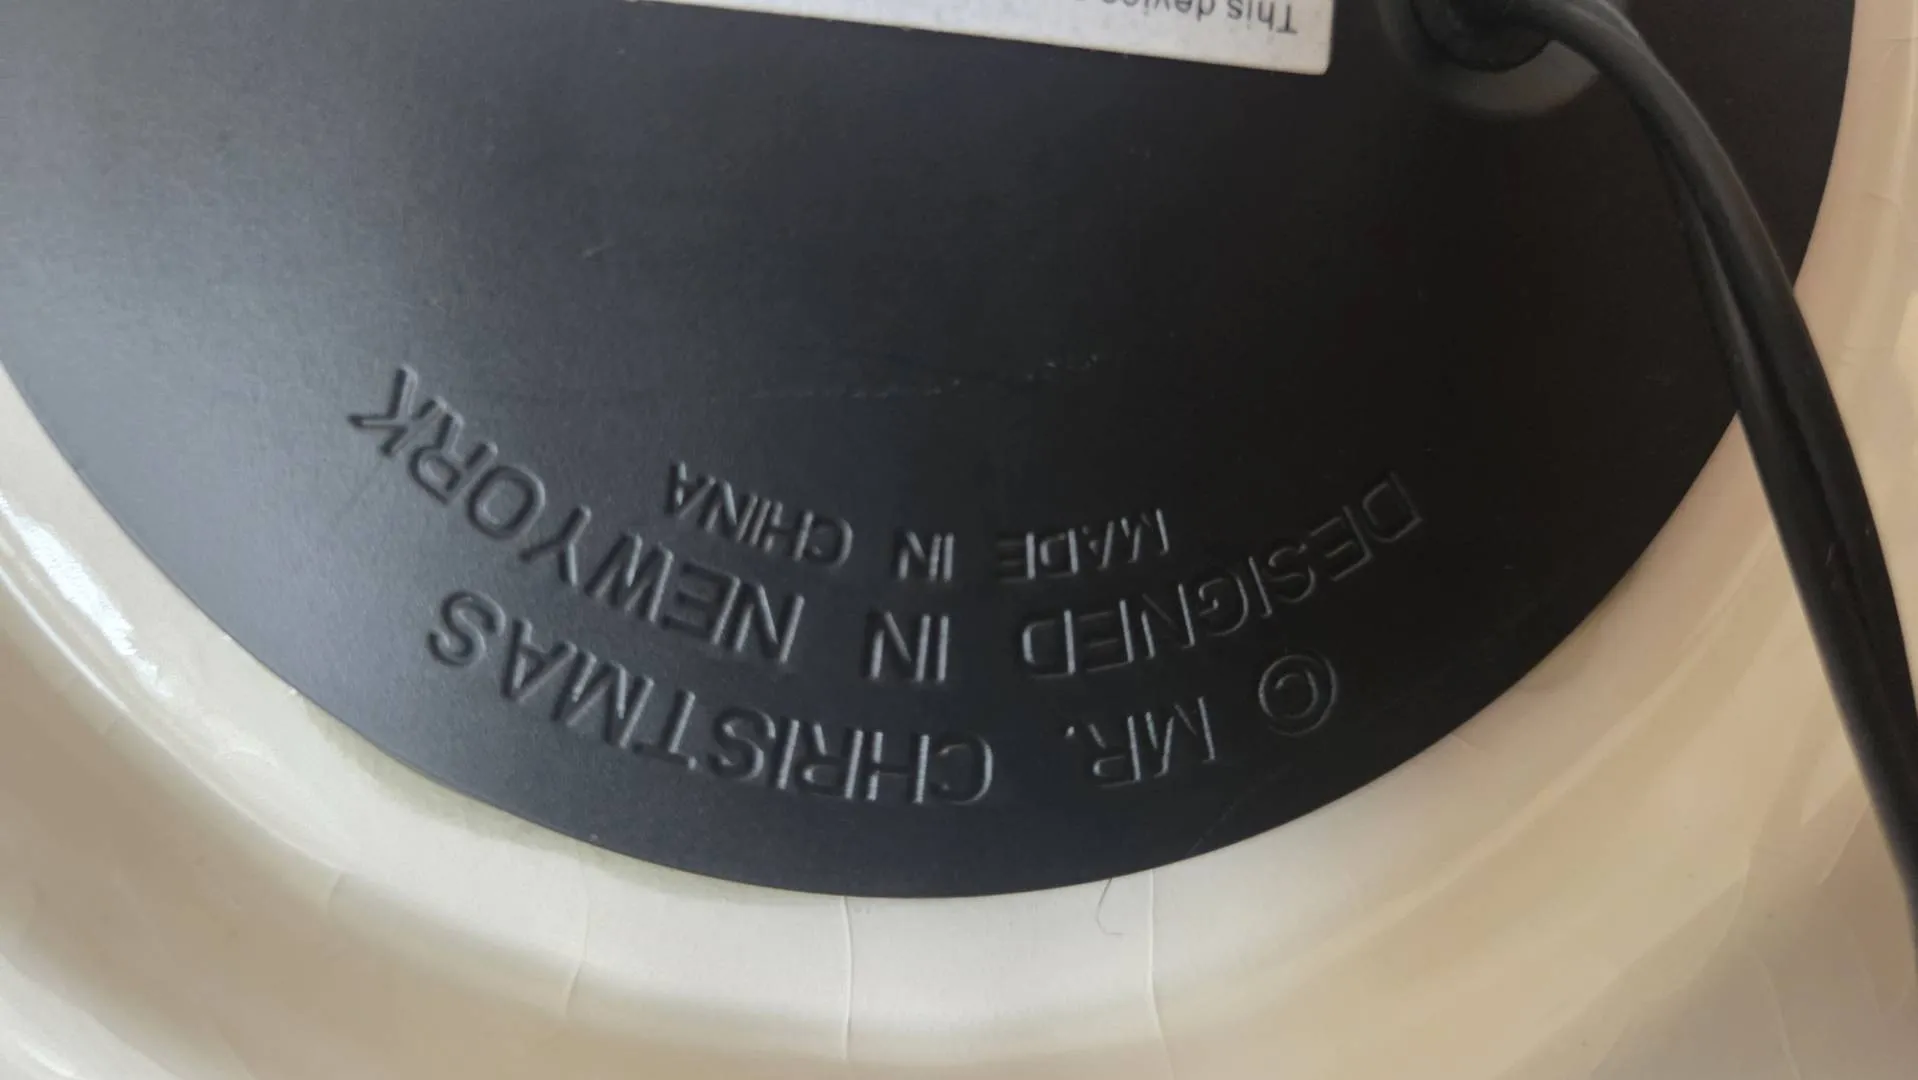 © MR. CHRISTMAS
DESIGNED IN NEWYORK
MADE IN CHINA
This device